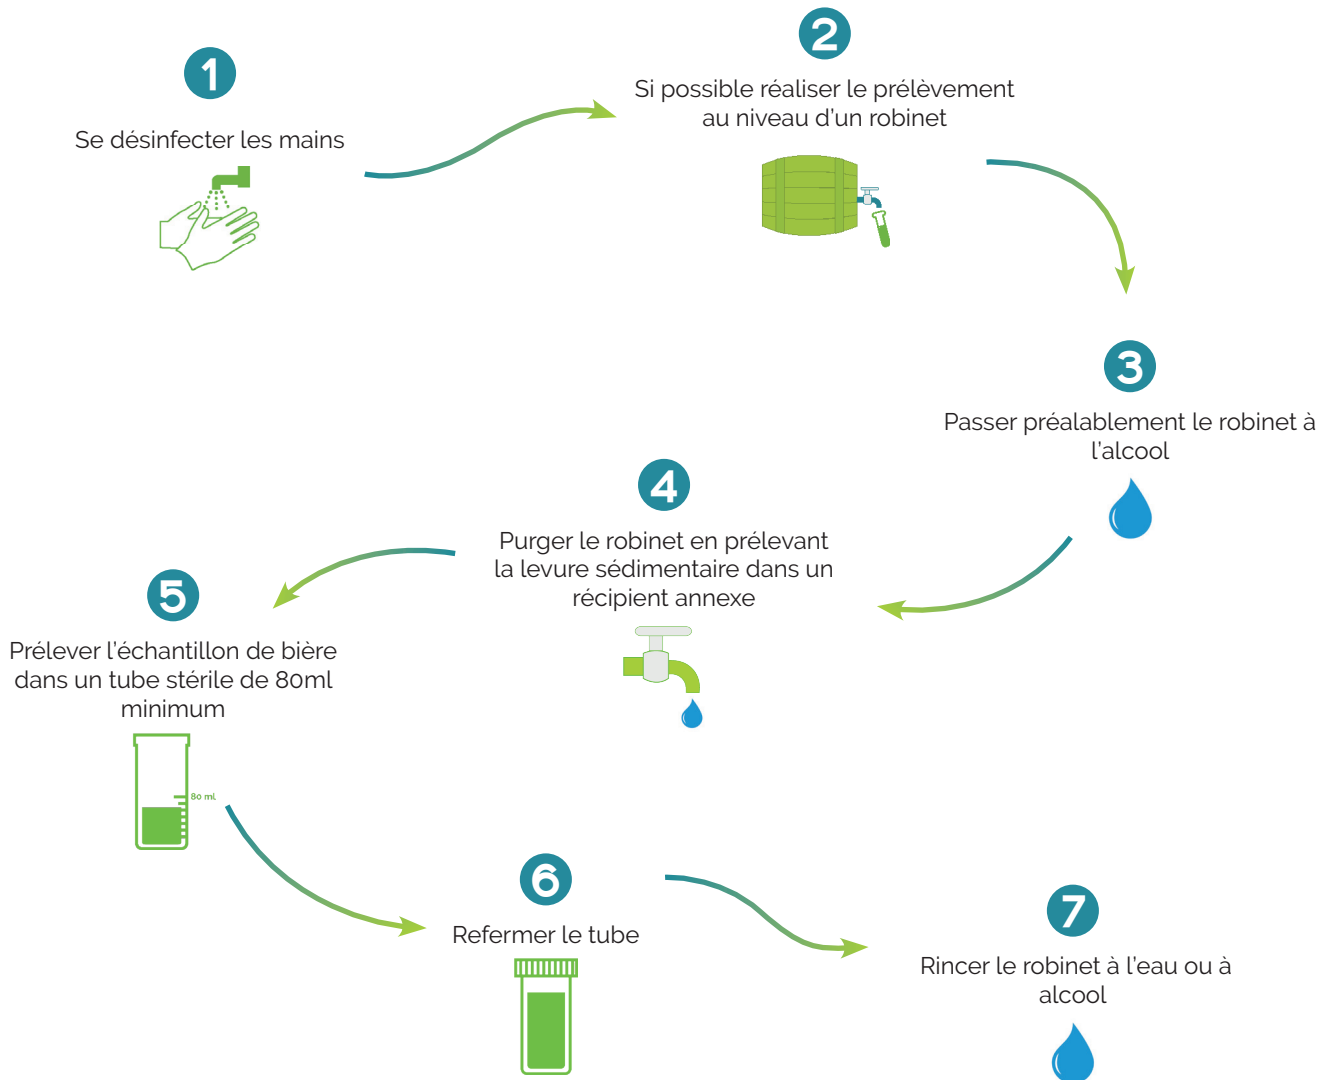 1
Se désinfecter les mains
2
Si possible réaliser le prélèvement
au niveau d'un robinet
3
Passer préalablement le robinet à
l'alcool
4
Purger le robinet en prélevant
la levure sédimentaire dans un
récipient annexe
5
Prélever l'échantillon de bière
dans un tube stérile de 80ml
minimum
80 ml
6
Refermer le tube
7
Rincer le robinet à l'eau ou à
alcool